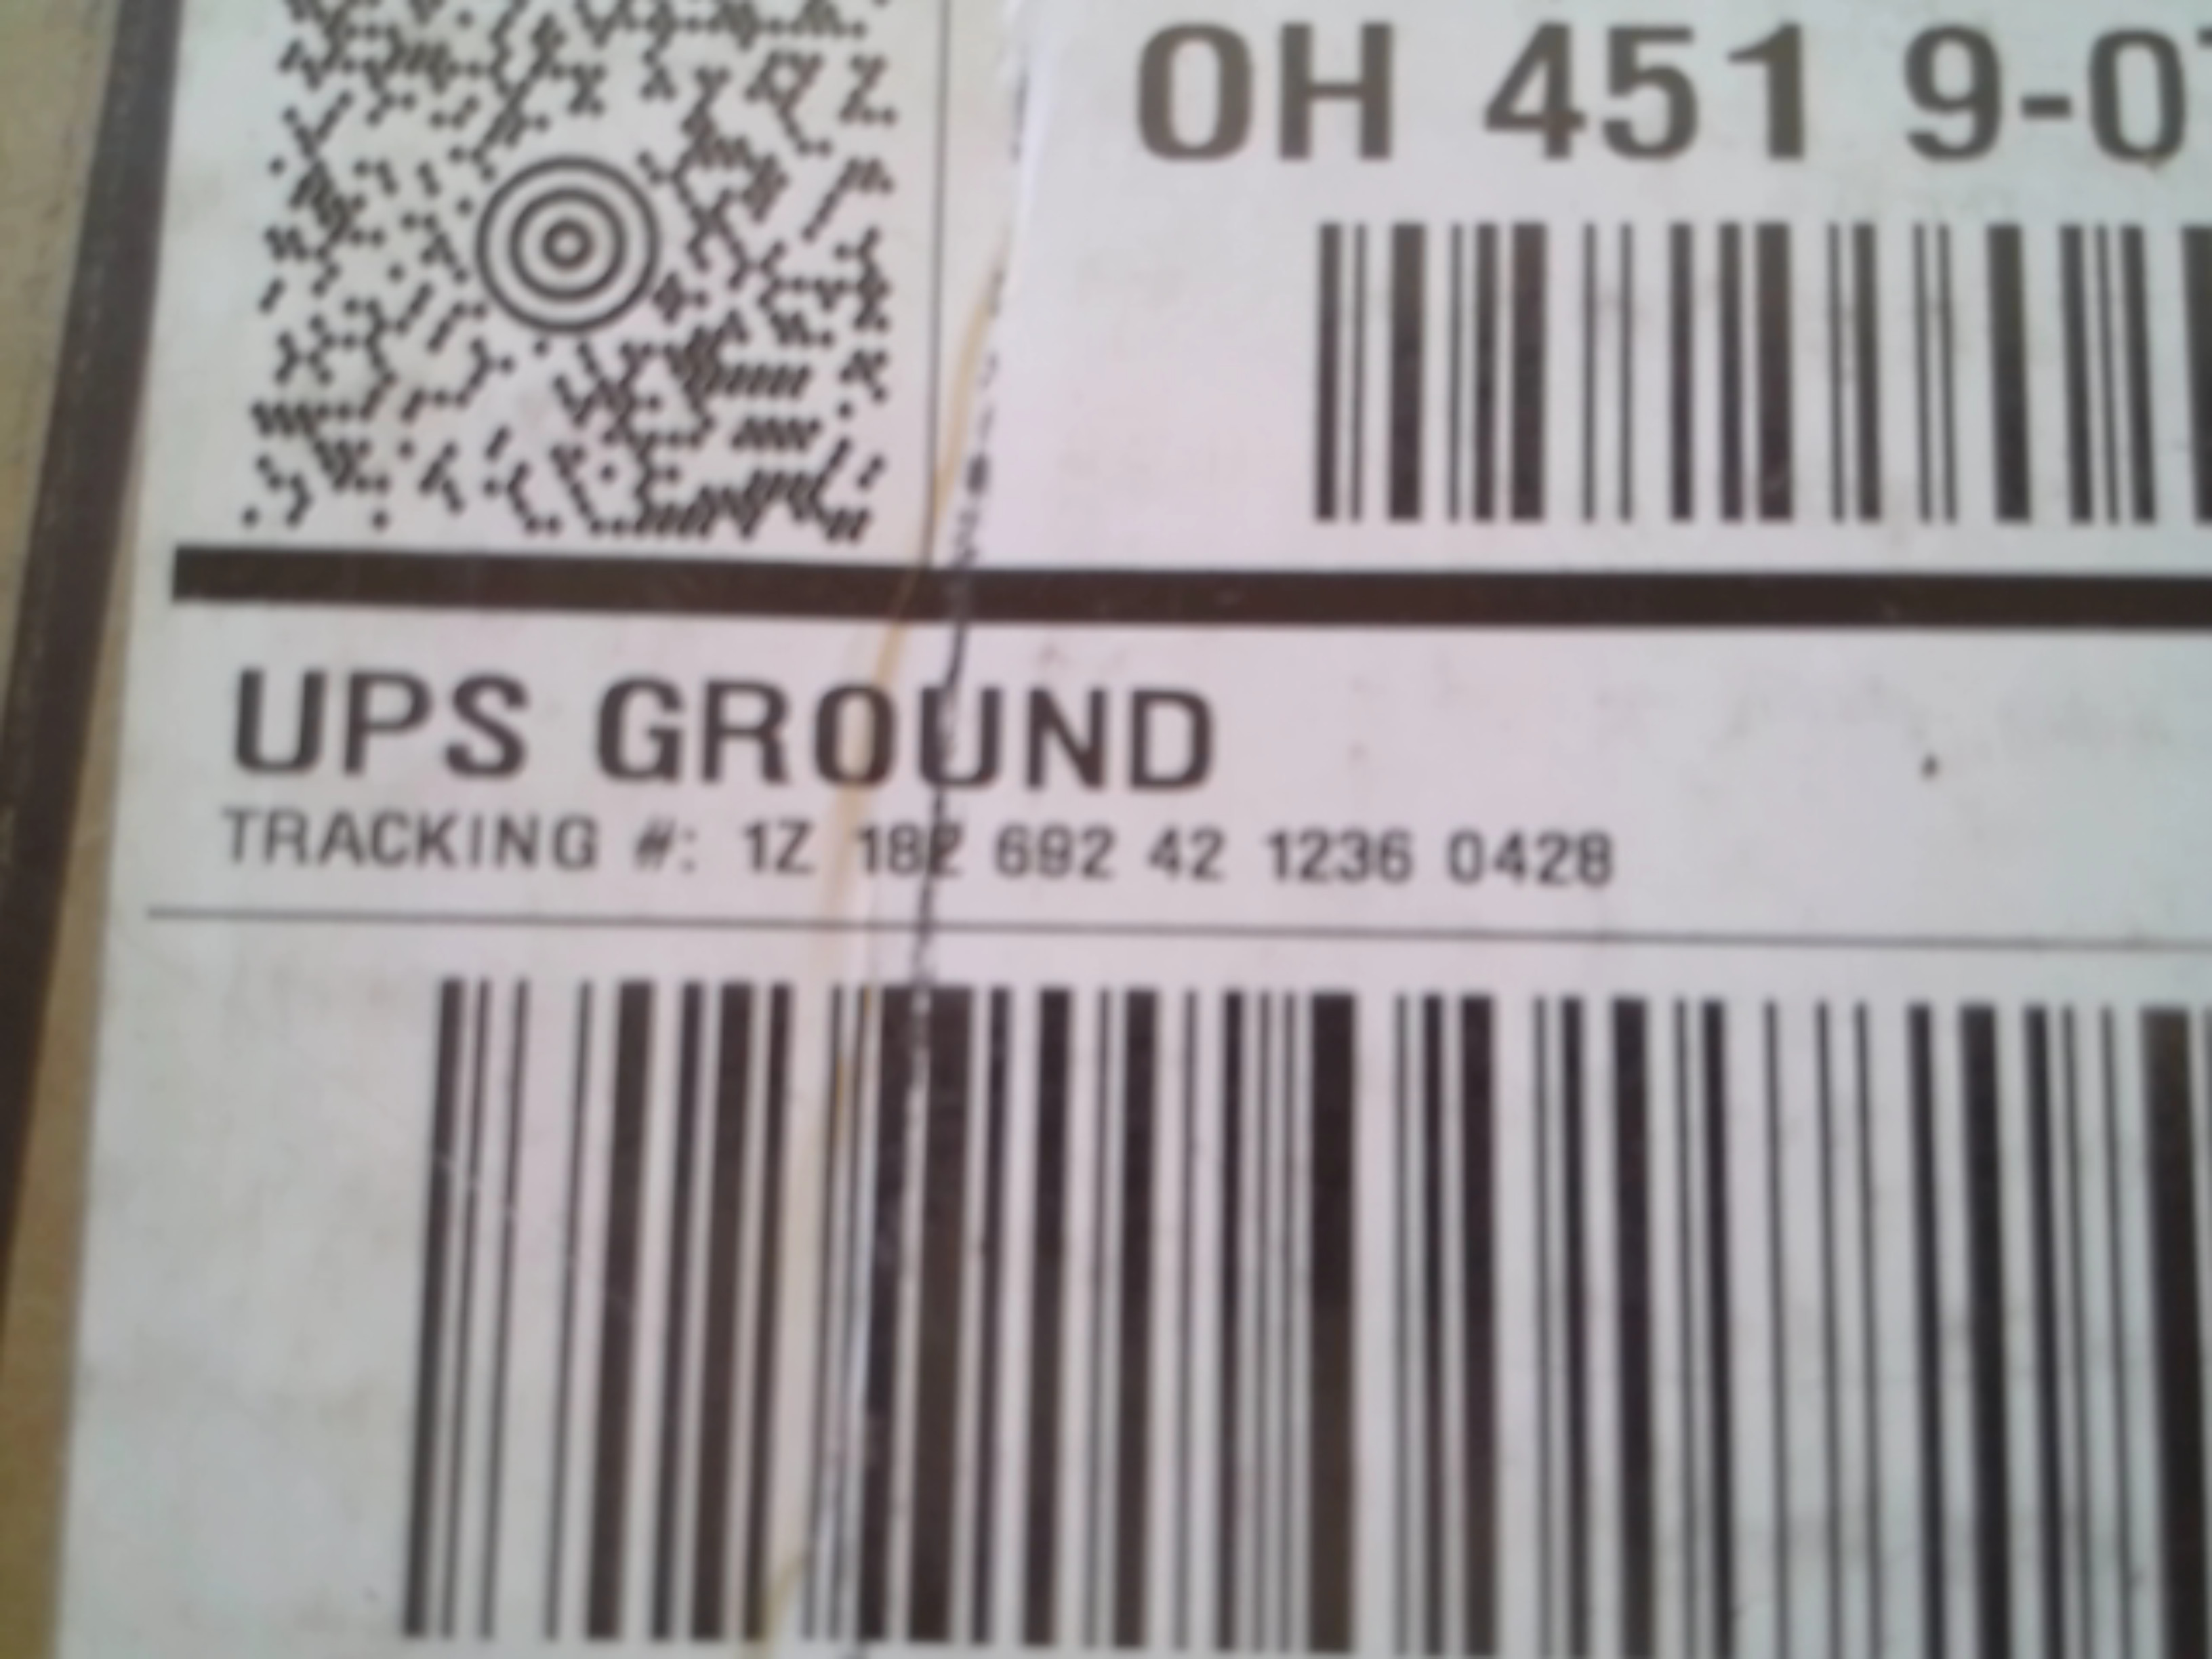 OH 451 9-0
UPS GROUND
TRACKING #: 1Z 182 692 42 1236 0428